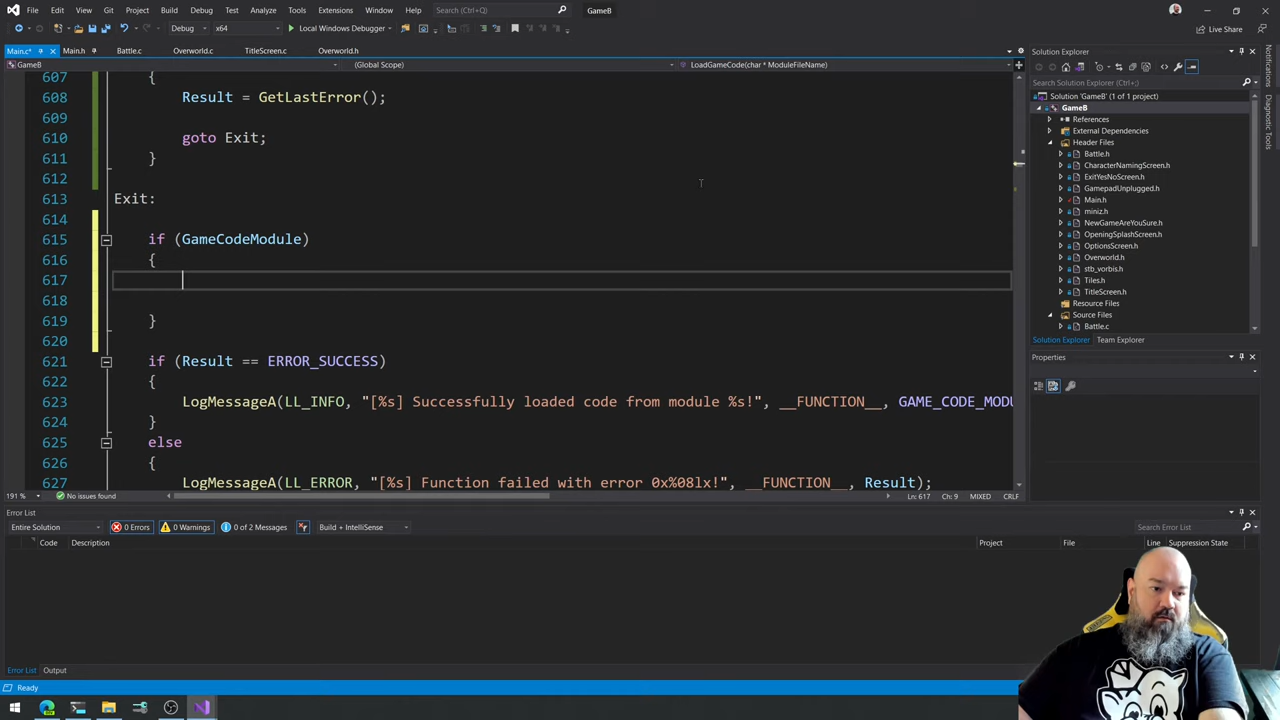 File Edit View Git Project Build Debug Test Analyze Tools Extensions Window Help Search (Ctrl+Q) GameB
Debug x64 Local Windows Debugger Live Share
Main.c* Main.h Battle.c Overworld.c TitleScreen.c Overworld.h
GameB (Global Scope) LoadGameCode(char * ModuleFileName)
607 {
608 Result = GetLastError();
609
610 goto Exit;
611 }
612
613 Exit:
614
615 if (GameCodeModule)
616 {
617
618
619 }
620
621 if (Result == ERROR_SUCCESS)
622 {
623 LogMessageA(LL_INFO, "[%s] Successfully loaded code from module %s!", __FUNCTION__, GAME_CODE_MODU
624 }
625 else
626 {
627 LogMessageA(LL_ERROR, "[%s] Function failed with error 0x%08lx!", __FUNCTION__, Result);
191 % No issues found Ln: 617 Ch: 9 MIXED CRLF
Solution Explorer
Search Solution Explorer (Ctrl+;)
Solution 'GameB' (1 of 1 project)
GameB
References
External Dependencies
Header Files
Battle.h
CharacterNamingScreen.h
ExitYesNoScreen.h
GamepadUnplugged.h
Main.h
miniz.h
NewGameAreYouSure.h
OpeningSplashScreen.h
OptionsScreen.h
Overworld.h
stb_vorbis.h
Tiles.h
TitleScreen.h
Resource Files
Source Files
Battle.c
Solution Explorer Team Explorer
Properties
Notifications
Diagnostic Tools
Error List
Entire Solution 0 Errors 0 Warnings 0 of 2 Messages Build + IntelliSense Search Error List
Code Description Project File Line Suppression State
Error List Output
Ready